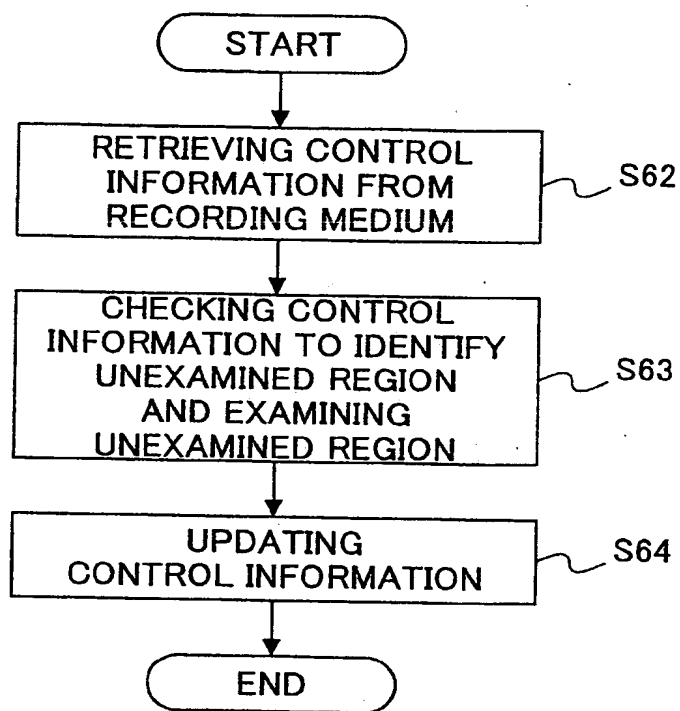 START
RETRIEVING CONTROL
INFORMATION FROM
RECORDING MEDIUM
S62
CHECKING CONTROL
INFORMATION TO IDENTIFY
UNEXAMINED REGION
AND EXAMINING
UNEXAMINED REGION
S63
UPDATING
CONTROL INFORMATION
S64
END